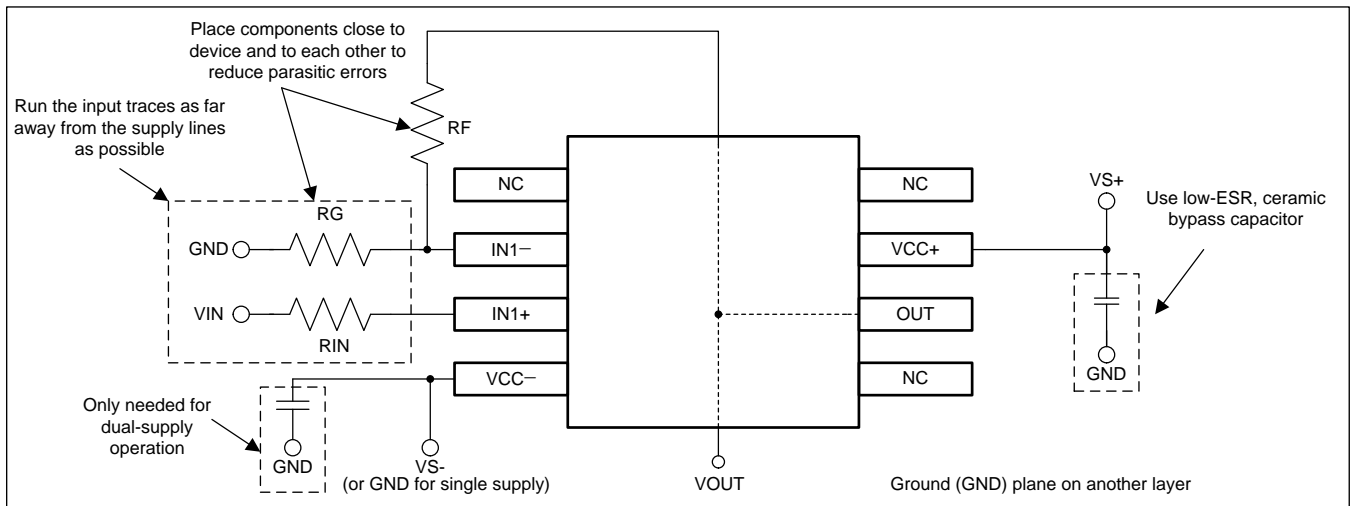 Place components close to
device and to each other to
reduce parasitic errors
Run the input traces as far
away from the supply lines
as possible
RF
NC
NC
VS+
Use low-ESR, ceramic
bypass capacitor
RG
GND
IN1−
VCC+
VIN
IN1+
OUT
RIN
GND
VCC−
NC
Only needed for
dual-supply
operation
GND
VS-
(or GND for single supply)
VOUT
Ground (GND) plane on another layer